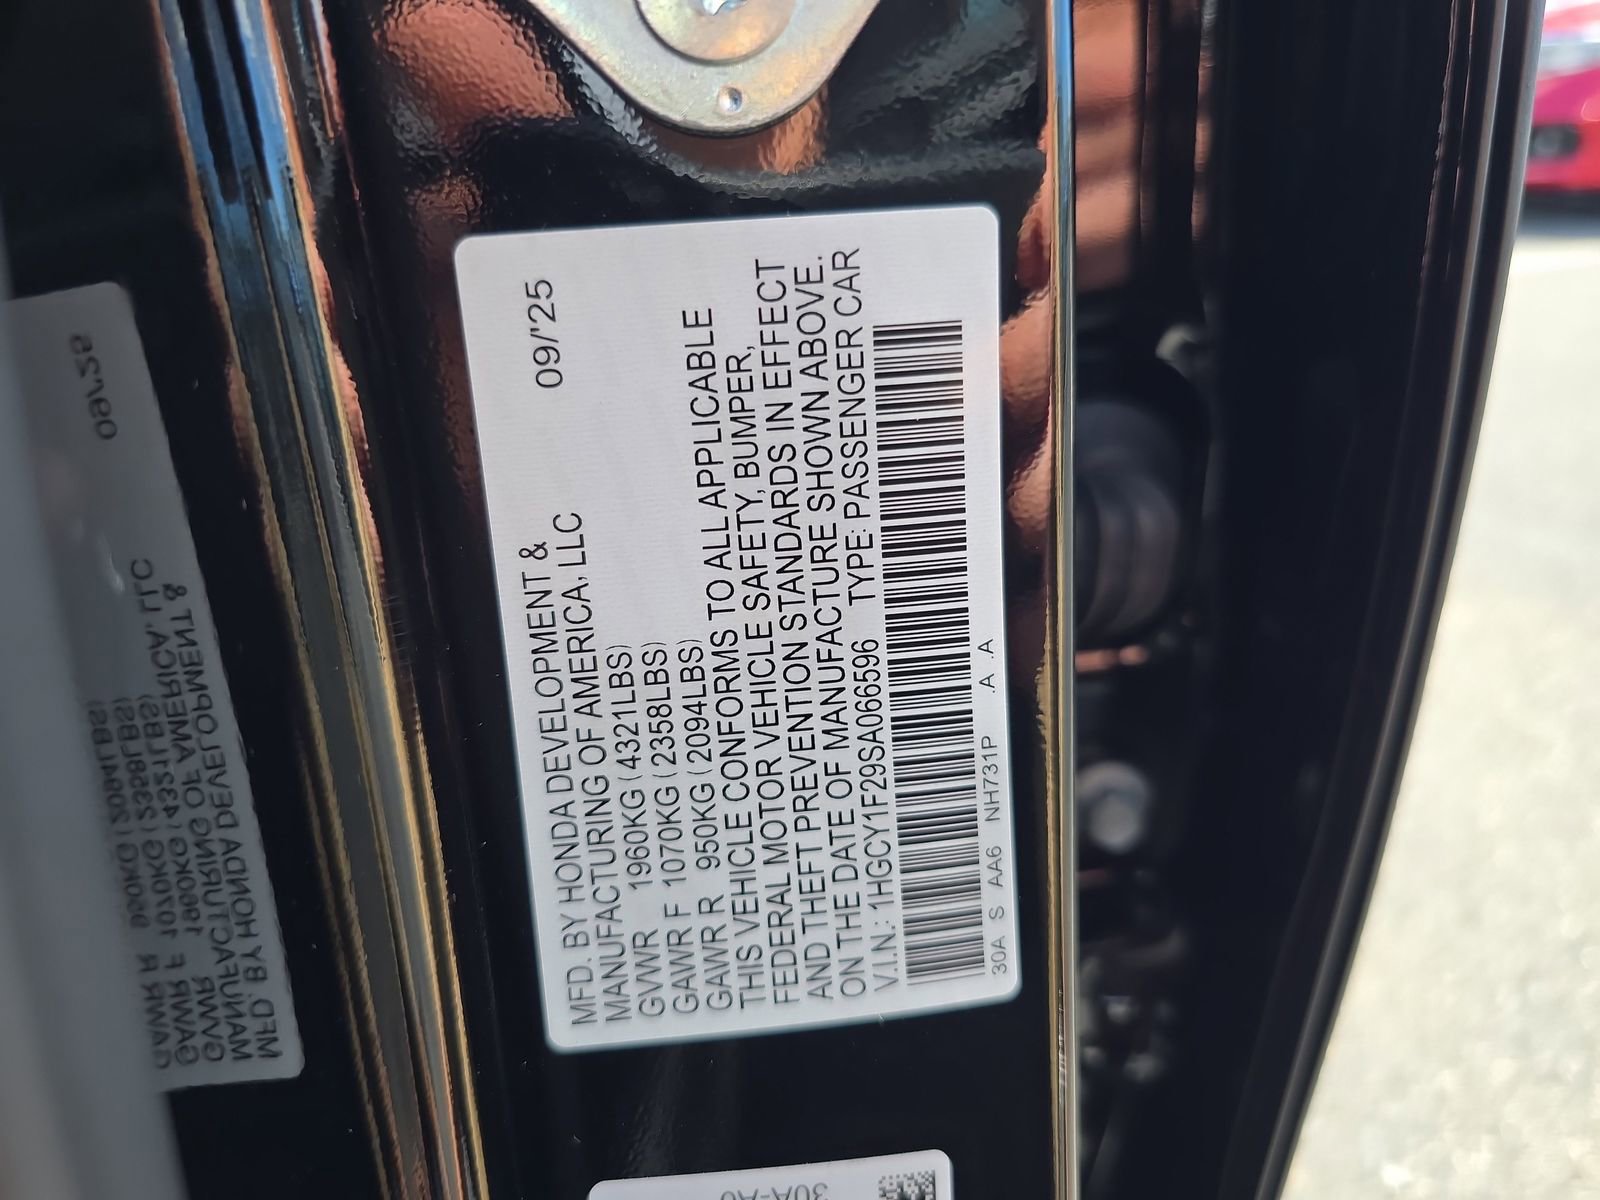 MFD. BY HONDA DEVELOPMENT &
MANUFACTURING OF AMERICA, LLC 09/'25
GVWR 1960KG (4321LBS)
GAWR F 1070KG (2358LBS)
GAWR R 950KG (2094LBS)
THIS VEHICLE CONFORMS TO ALL APPLICABLE
FEDERAL MOTOR VEHICLE SAFETY, BUMPER,
AND THEFT PREVENTION STANDARDS IN EFFECT
ON THE DATE OF MANUFACTURE SHOWN ABOVE.
V.I.N.: 1HGCY1F29SA066596 TYPE: PASSENGER CAR
30A S AA6 NH731P .A .A
30A-A0